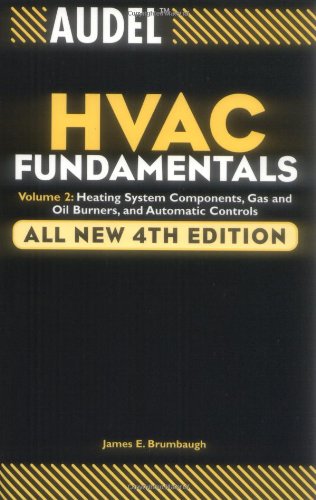 AUDEL™
HVAC
FUNDAMENTALS
Volume 2: Heating System Components, Gas and
Oil Burners, and Automatic Controls
ALL NEW 4TH EDITION
James E. Brumbaugh